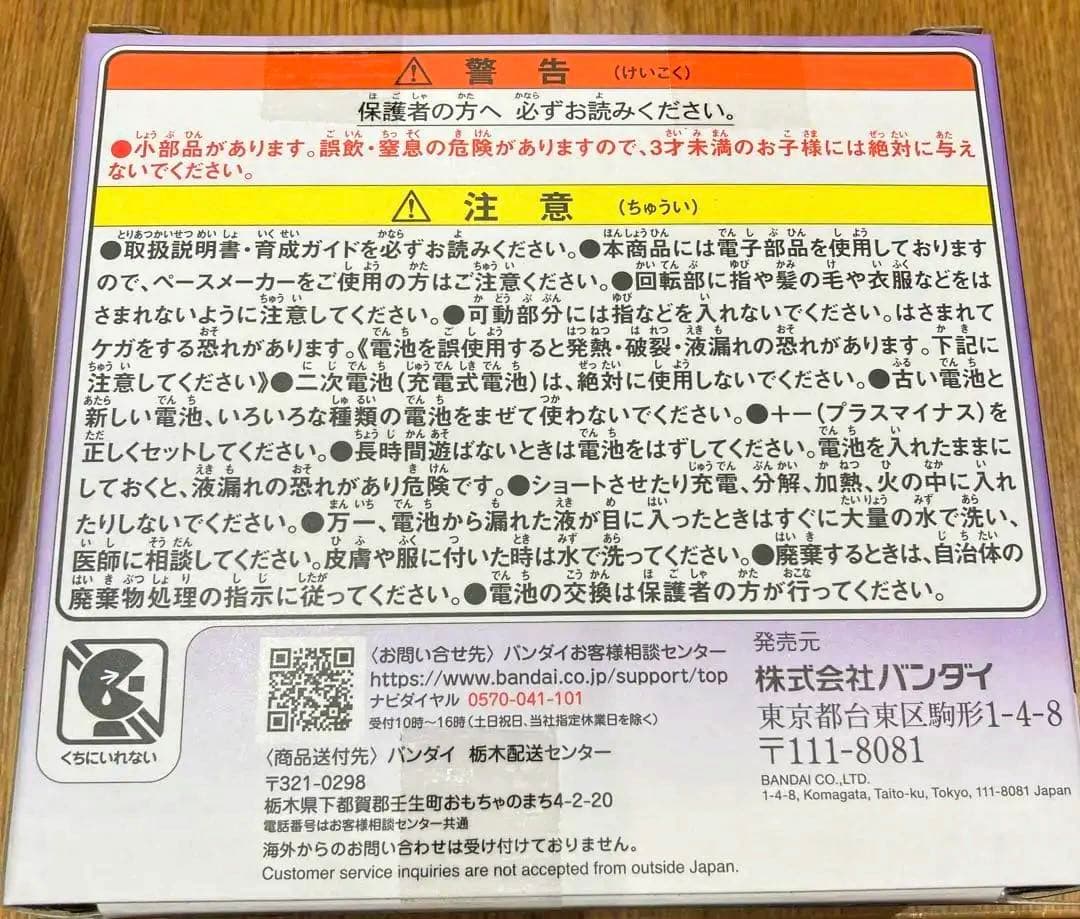 ⚠ 警告 (けいこく)
保護者の方へ 必ずお読みください。
●小部品があります。誤飲・窒息の危険がありますので、3才未満のお子様には絶対に与え
ないでください。
⚠ 注意 (ちゅうい)
●取扱説明書・育成ガイドを必ずお読みください。●本商品には電子部品を使用しております
ので、ペースメーカーをご使用の方はご注意ください。●回転部に指や髪の毛や衣服などをは
さまれないように注意してください。●可動部分には指などを入れないでください。はさまれて
ケガをする恐れがあります。《電池を誤使用すると発熱・破裂・液漏れの恐れがあります。下記に
注意してください》●二次電池(充電式電池)は、絶対に使用しないでください。●古い電池と
新しい電池、いろいろな種類の電池をまぜて使わないでください。●+-(プラスマイナス)を
正しくセットしてください。●長時間遊ばないときは電池をはずしてください。電池を入れたままに
しておくと、液漏れの恐れがあり危険です。●ショートさせたり充電、分解、加熱、火の中に入れ
たりしないでください。●万一、電池から漏れた液が目に入ったときはすぐに大量の水で洗い、
医師に相談してください。皮膚や服に付いた時は水で洗ってください。●廃棄するときは、自治体の
廃棄物処理の指示に従ってください。●電池の交換は保護者の方が行ってください。
くちにいれない
〈お問い合せ先〉バンダイお客様相談センター
https://www.bandai.co.jp/support/top
ナビダイヤル 0570-041-101
受付10時~16時(土日祝日、当社指定休業日を除く)
〈商品送付先〉バンダイ 栃木配送センター
〒321-0298
栃木県下都賀郡壬生町おもちゃのまち4-2-20
電話番号はお客様相談センター共通
海外からのお問い合わせは受け付けておりません。
Customer service inquiries are not accepted from outside Japan.
発売元
株式会社バンダイ
東京都台東区駒形1-4-8
〒111-8081
BANDAI CO.,LTD.
1-4-8, Komagata, Taito-ku, Tokyo, 111-8081 Japan